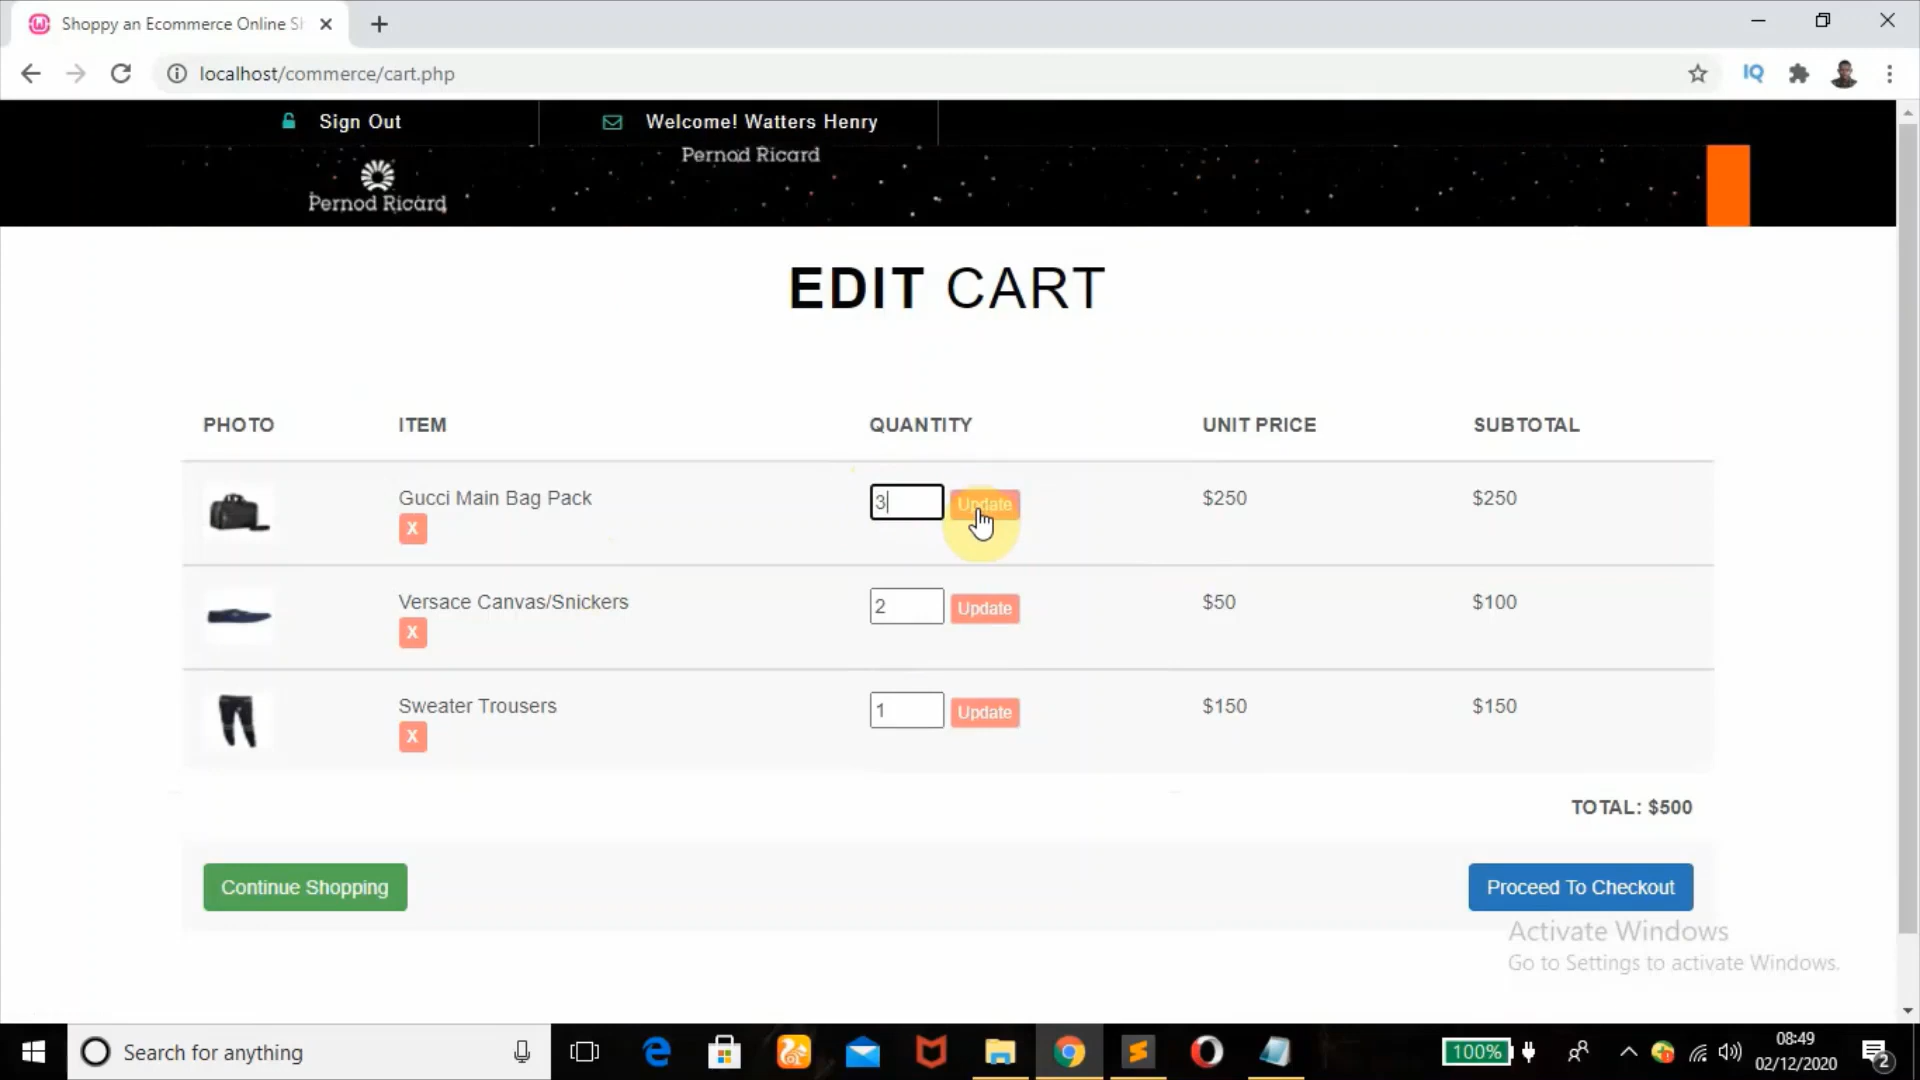 Shoppy an Ecommerce Online Sh
localhost/commerce/cart.php
IQ
Sign Out
Welcome! Watters Henry
Pernod Ricard
Pernod Ricard
EDIT CART
PHOTO ITEM QUANTITY UNIT PRICE SUBTOTAL
Gucci Main Bag Pack 3 Update $250 $250
X
Versace Canvas/Snickers 2 Update $50 $100
X
Sweater Trousers 1 Update $150 $150
X
TOTAL: $500
Continue Shopping Proceed To Checkout
Activate Windows
Go to Settings to activate Windows.
Search for anything
100%
08:49
02/12/2020
2